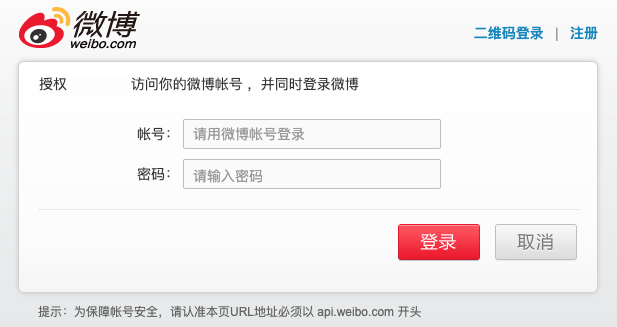 微博
weibo.com
二维码登录 | 注册
授权 访问你的微博帐号 ，并同时登录微博
帐号： 请用微博帐号登录
密码： 请输入密码
登录 取消
提示：为保障帐号安全，请认准本页URL地址必须以 api.weibo.com 开头